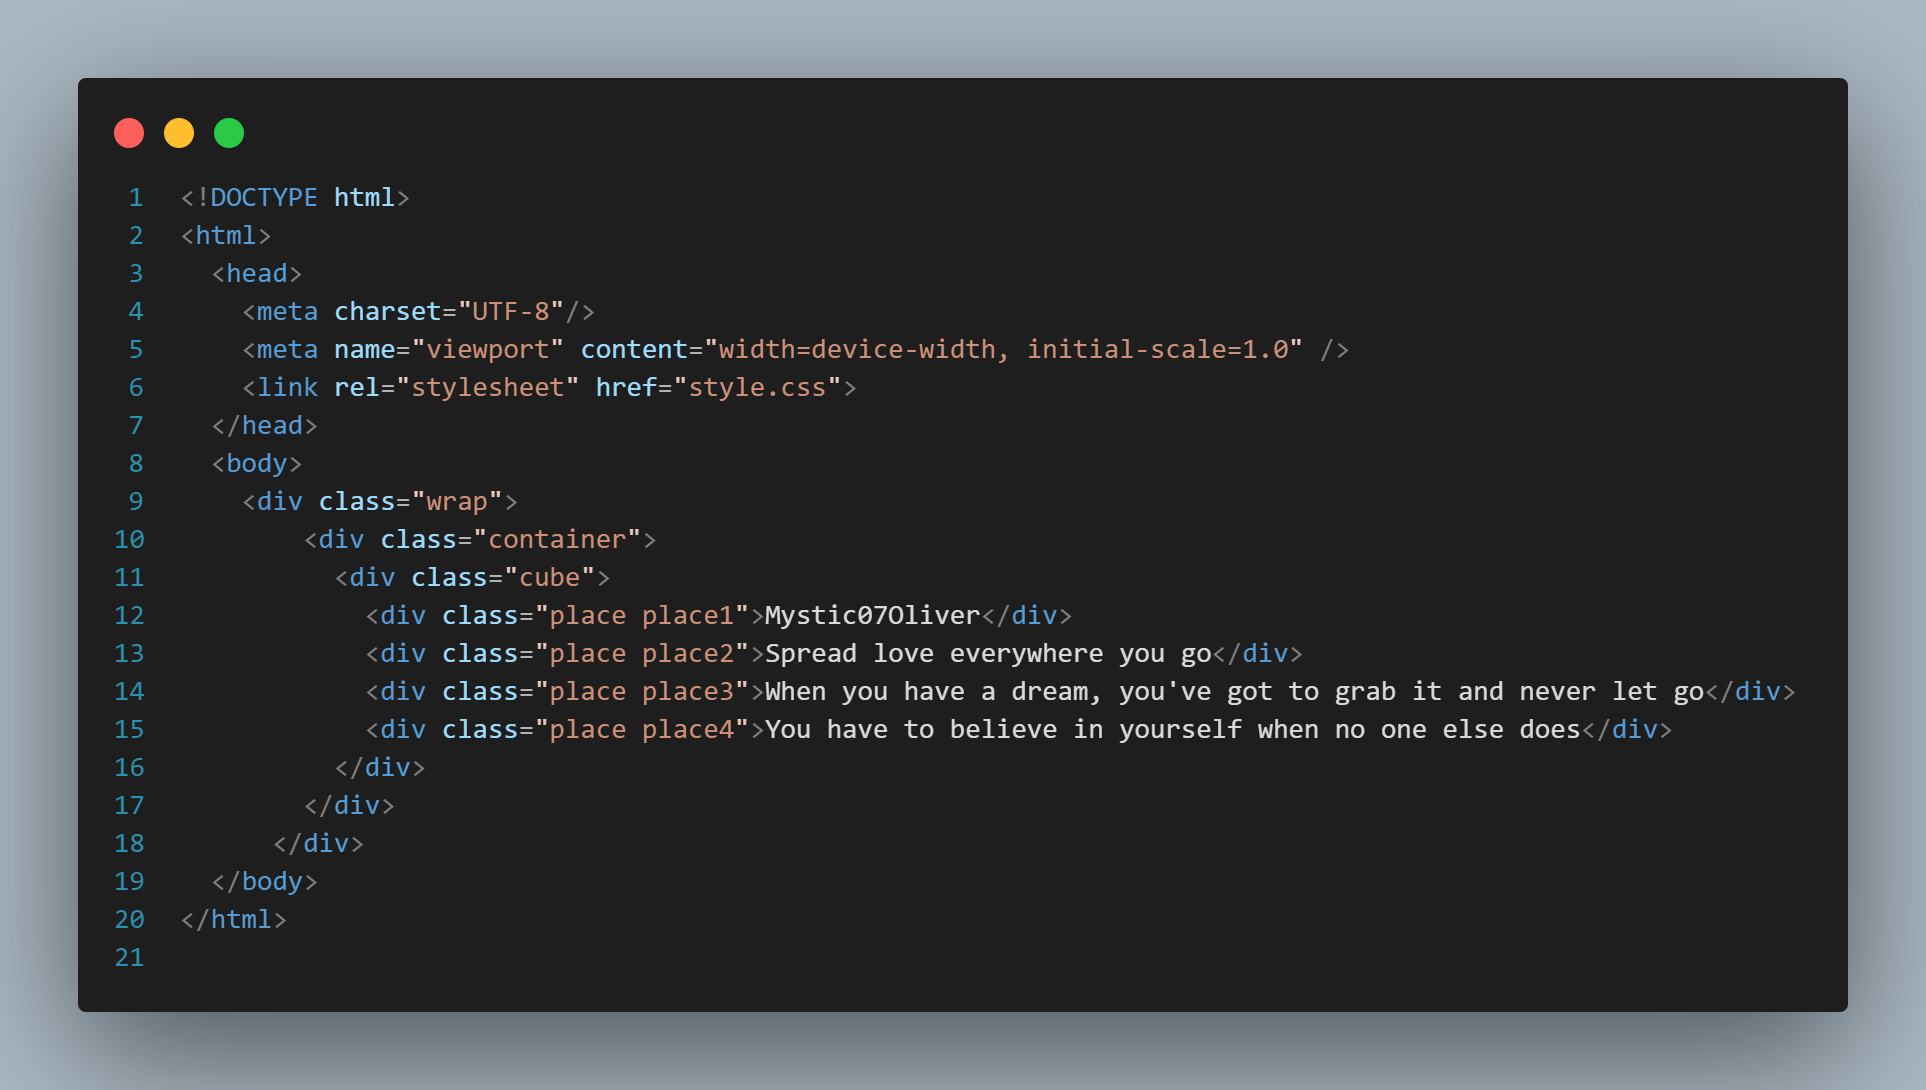 1 <!DOCTYPE html>
2 <html>
3   <head>
4     <meta charset="UTF-8"/>
5     <meta name="viewport" content="width=device-width, initial-scale=1.0" />
6     <link rel="stylesheet" href="style.css">
7   </head>
8   <body>
9     <div class="wrap">
10         <div class="container">
11           <div class="cube">
12             <div class="place place1">Mystic07Oliver</div>
13             <div class="place place2">Spread love everywhere you go</div>
14             <div class="place place3">When you have a dream, you've got to grab it and never let go</div>
15             <div class="place place4">You have to believe in yourself when no one else does</div>
16           </div>
17         </div>
18       </div>
19   </body>
20 </html>
21